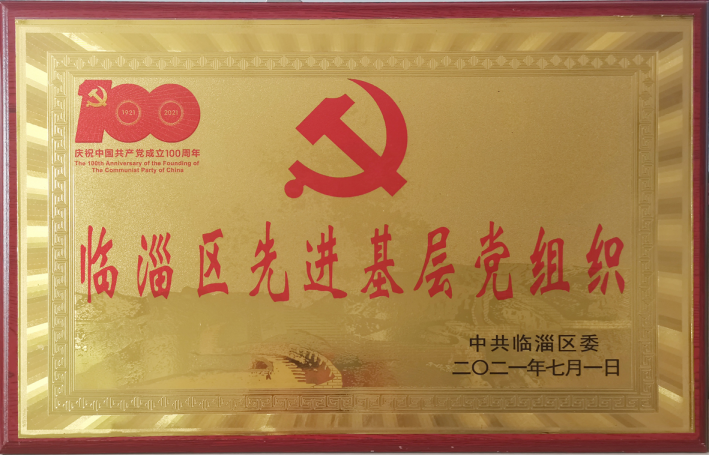 1921 2021
庆祝中国共产党成立100周年
The 100th Anniversary of the Founding of
The Communist Party of China
临淄区先进基层党组织
中共临淄区委
二〇二一年七月一日